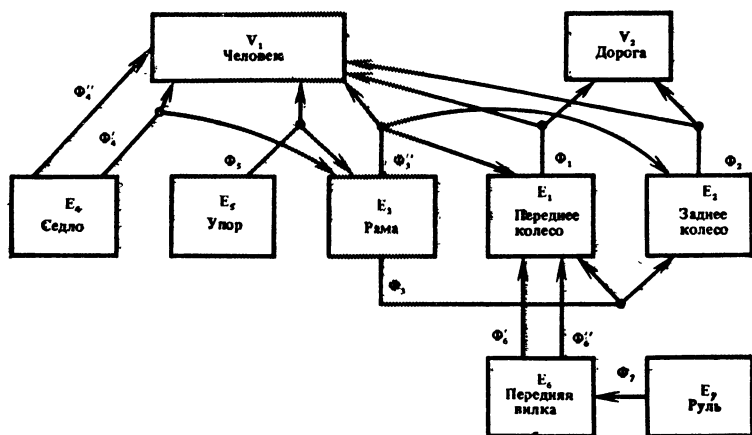 V₁
Человек
V₂
Дорога
Φ₄″
Φ₄′
Φ₅
Φ₃″
Φ₁
Φ₂
E₄
Седло
E₅
Упор
E₃
Рама
E₁
Переднее
колесо
E₂
Заднее
колесо
Φ₃
Φ₆′
Φ₆″
E₆
Передняя
вилка
Φ₇
E₇
Руль